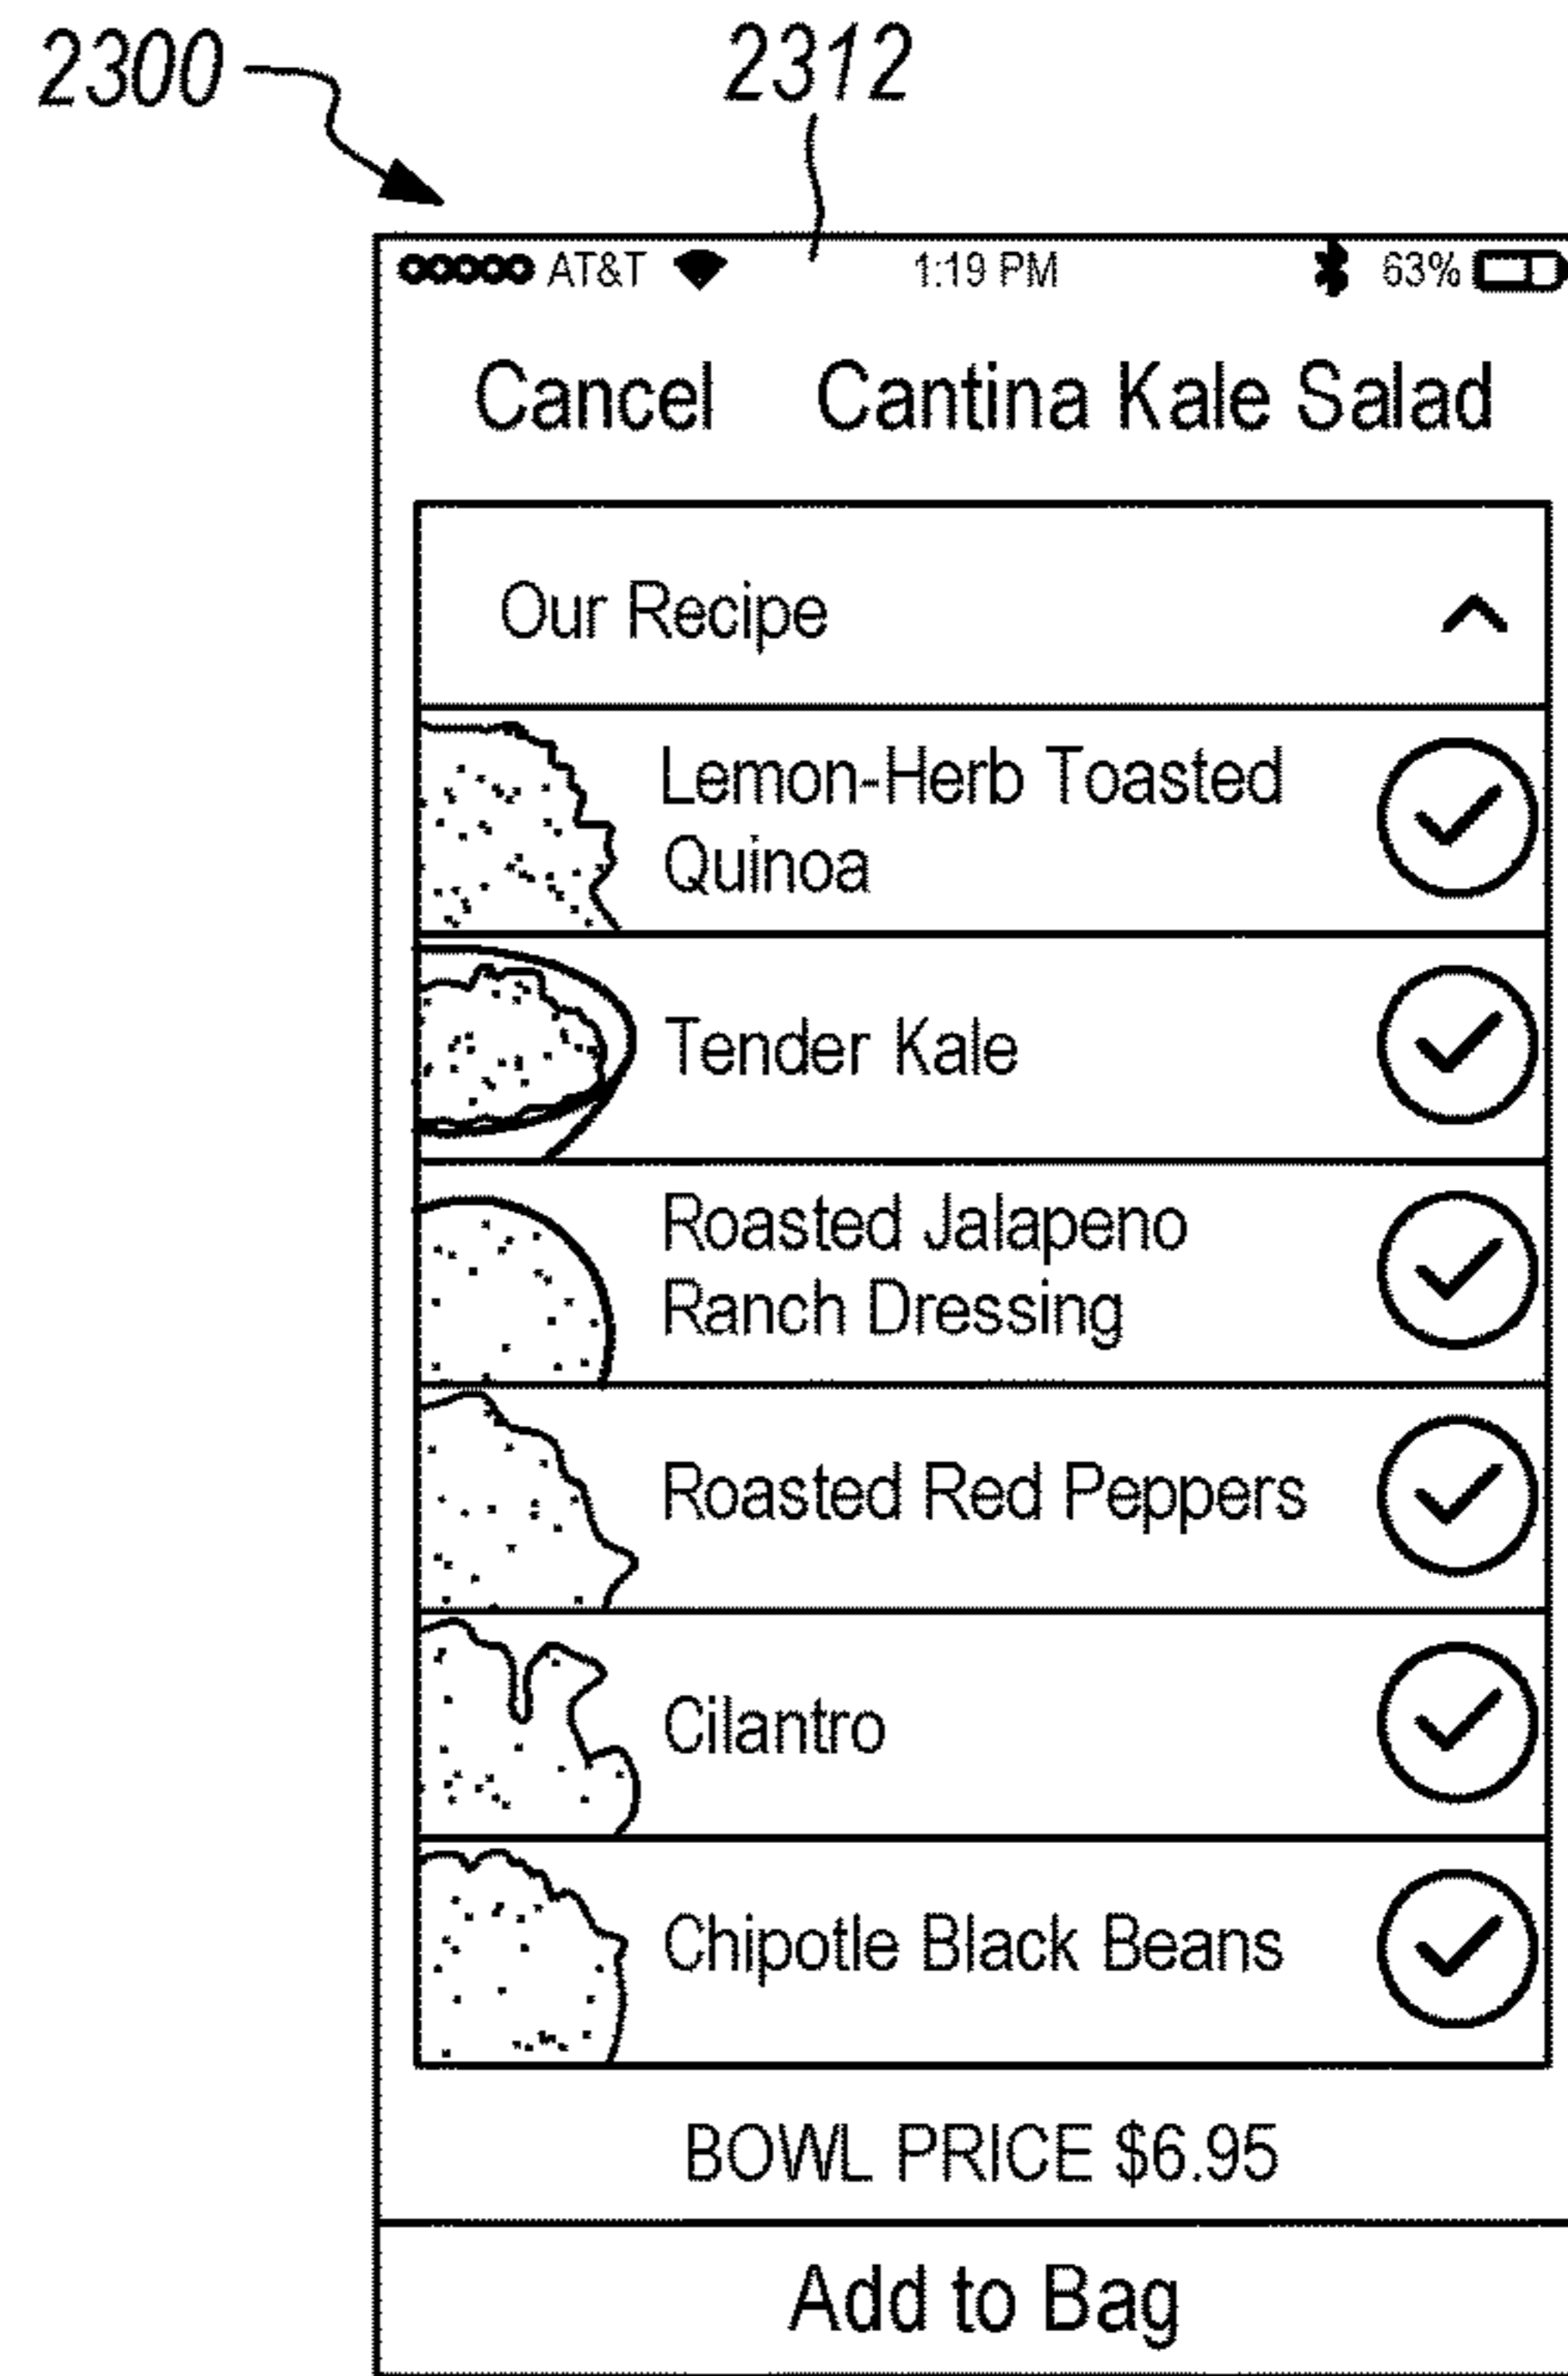 2300 2312
AT&T 1:19 PM 63%
Cancel Cantina Kale Salad
Our Recipe
Lemon-Herb Toasted
Quinoa
Tender Kale
Roasted Jalapeno
Ranch Dressing
Roasted Red Peppers
Cilantro
Chipotle Black Beans
BOWL PRICE $6.95
Add to Bag